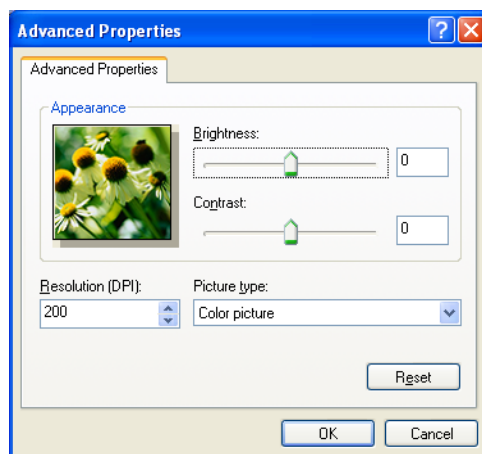 Advanced Properties
Advanced Properties
Appearance
Brightness:
0
Contrast:
0
Resolution (DPI):
Picture type:
200
Color picture
Reset
OK
Cancel